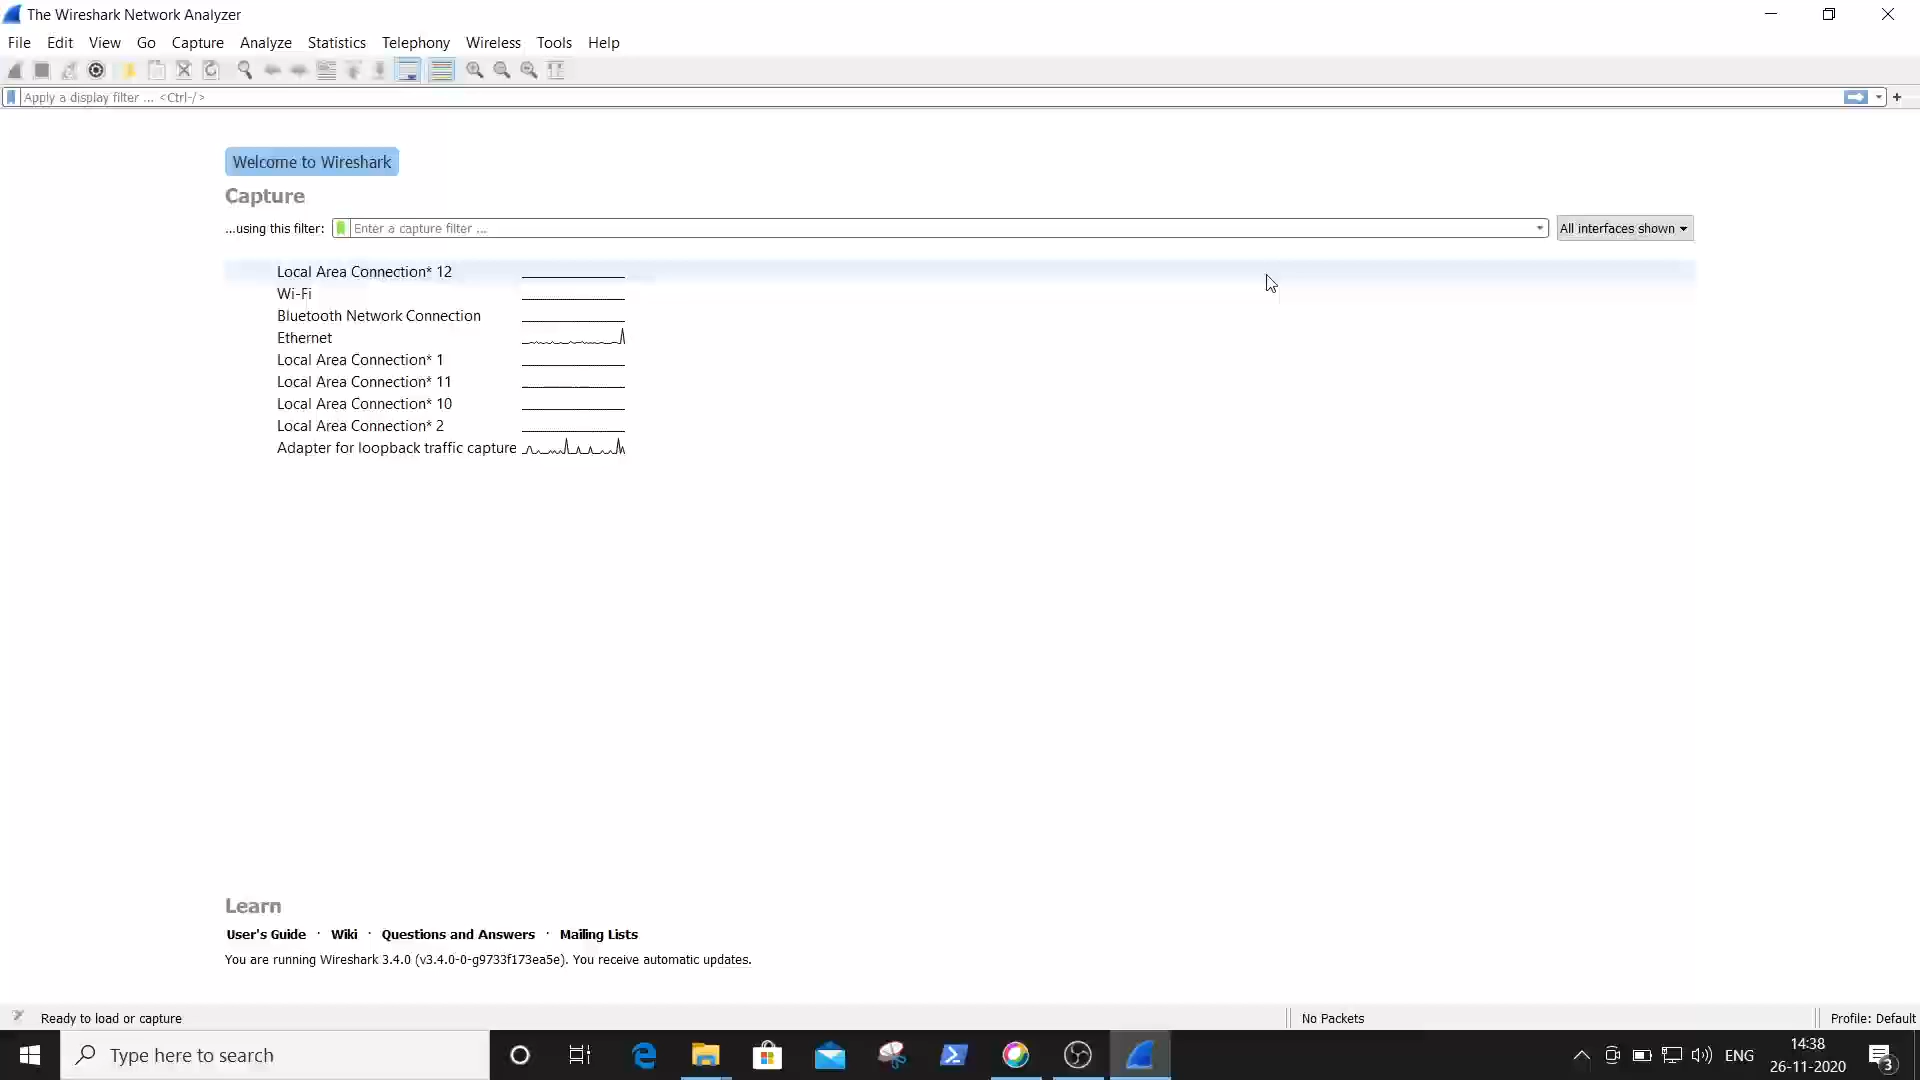 The Wireshark Network Analyzer
File Edit View Go Capture Analyze Statistics Telephony Wireless Tools Help
Apply a display filter ... <Ctrl-/>
Welcome to Wireshark
Capture
...using this filter: Enter a capture filter ... All interfaces shown
Local Area Connection* 12
Wi-Fi
Bluetooth Network Connection
Ethernet
Local Area Connection* 1
Local Area Connection* 11
Local Area Connection* 10
Local Area Connection* 2
Adapter for loopback traffic capture
Learn
User's Guide · Wiki · Questions and Answers · Mailing Lists
You are running Wireshark 3.4.0 (v3.4.0-0-g9733f173ea5e). You receive automatic updates.
Ready to load or capture No Packets Profile: Default
Type here to search ENG 14:38
26-11-2020 3